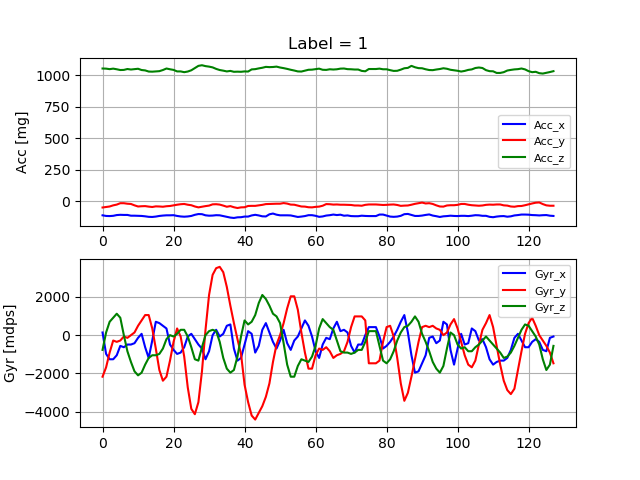 Label = 1
Acc [mg]
1000
750
500
250
0
Acc_x
Acc_y
Acc_z
0 20 40 60 80 100 120
Gyr [mdps]
2000
0
−2000
−4000
Gyr_x
Gyr_y
Gyr_z
0 20 40 60 80 100 120